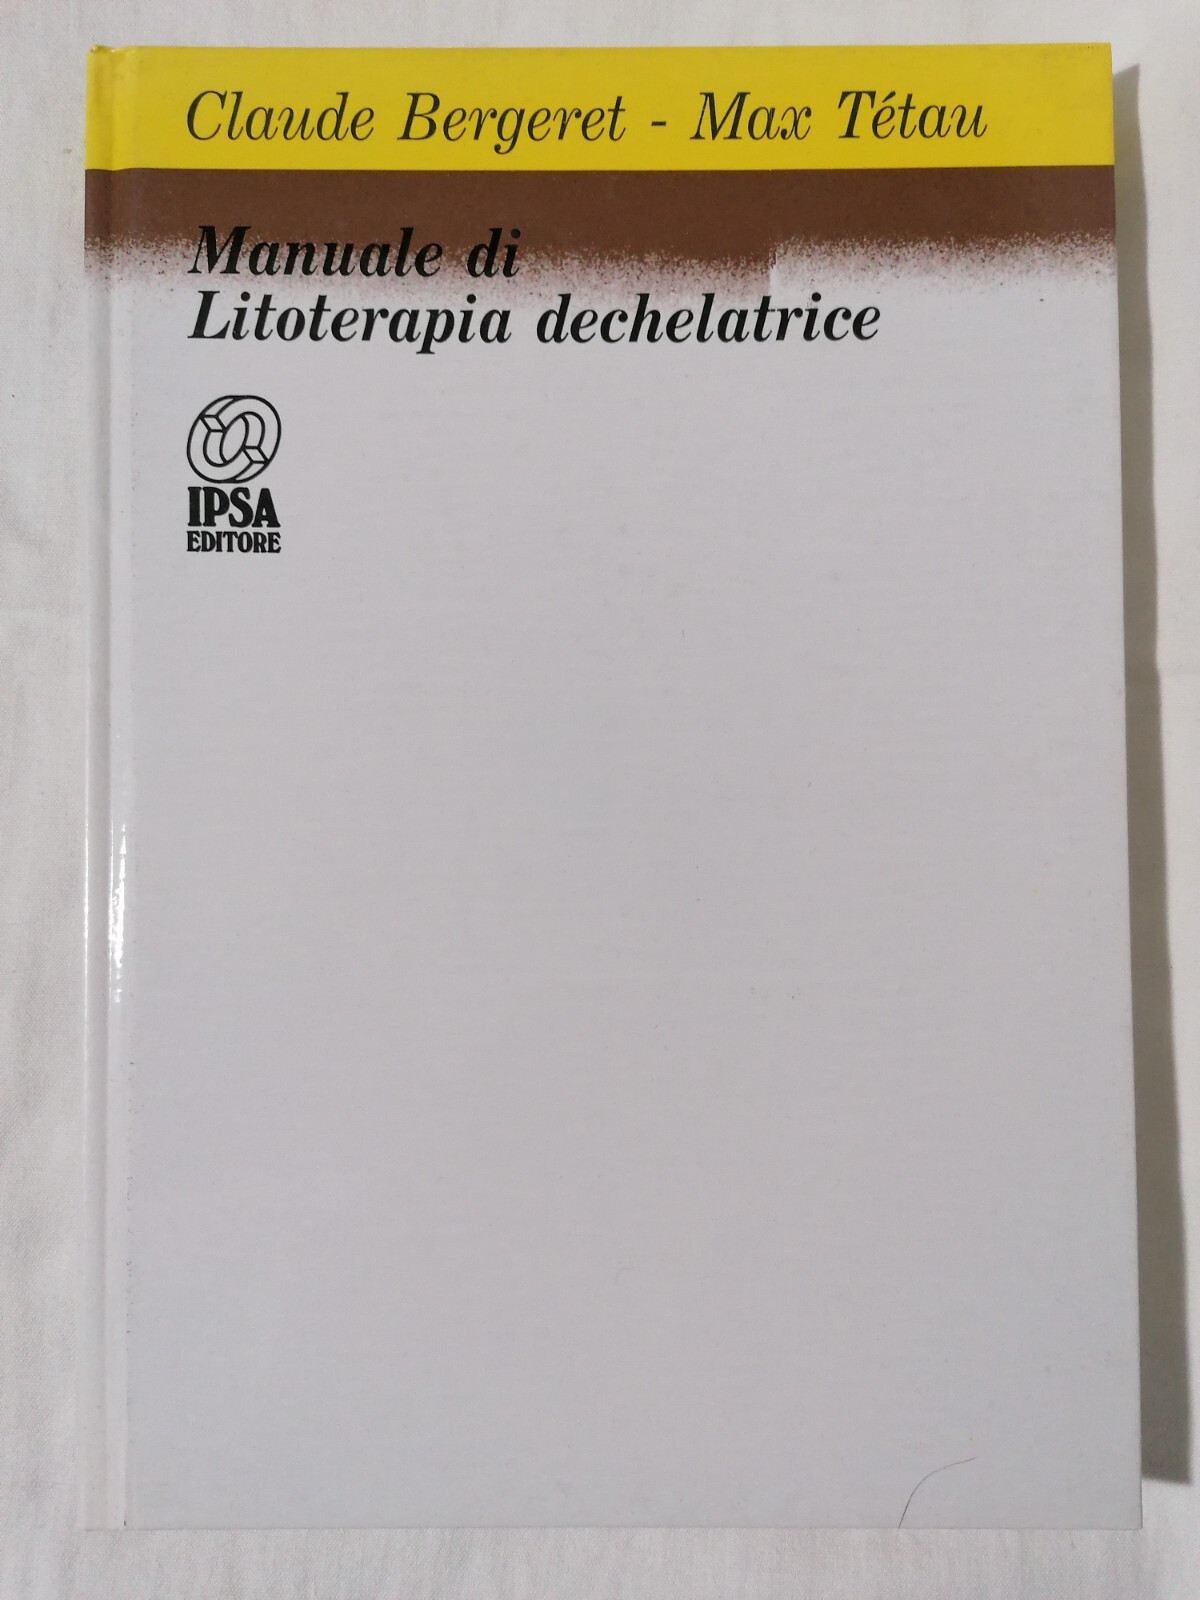 Claude Bergeret - Max Tétau
Manuale di
Litoterapia dechelatrice
IPSA
EDITORE